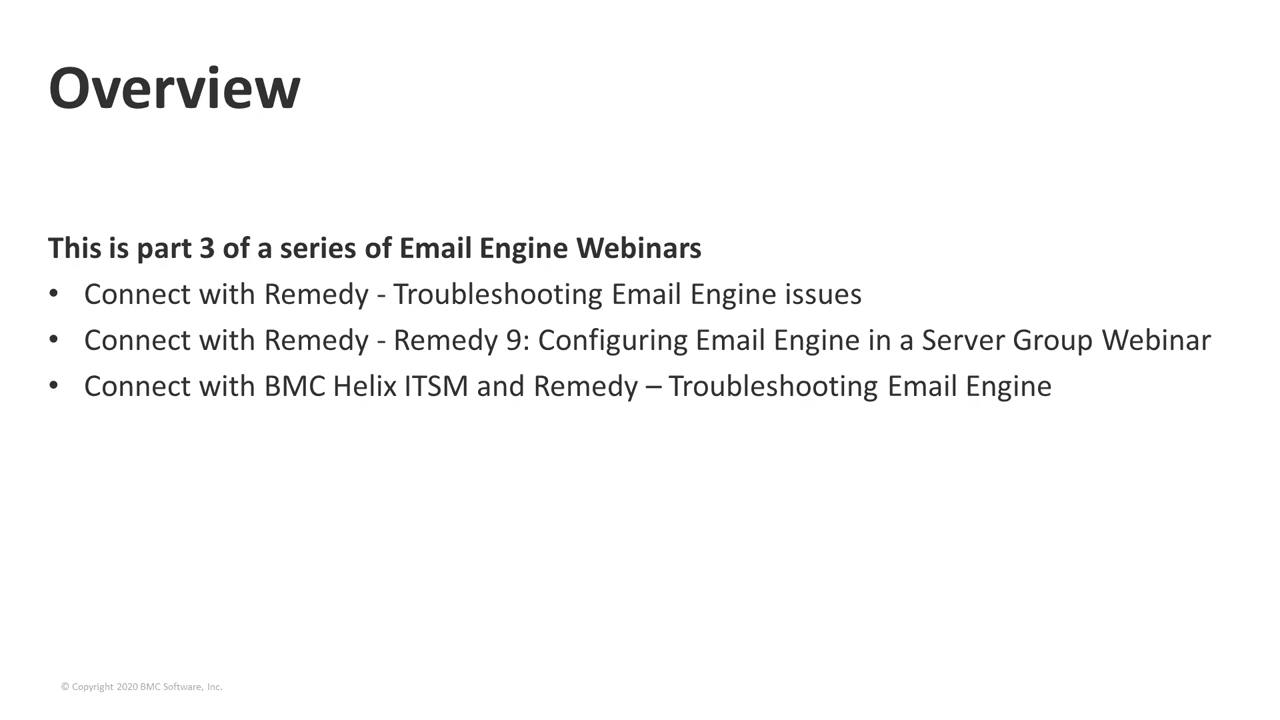 Overview
This is part 3 of a series of Email Engine Webinars
• Connect with Remedy - Troubleshooting Email Engine issues
• Connect with Remedy - Remedy 9: Configuring Email Engine in a Server Group Webinar
• Connect with BMC Helix ITSM and Remedy – Troubleshooting Email Engine
© Copyright 2020 BMC Software, Inc.